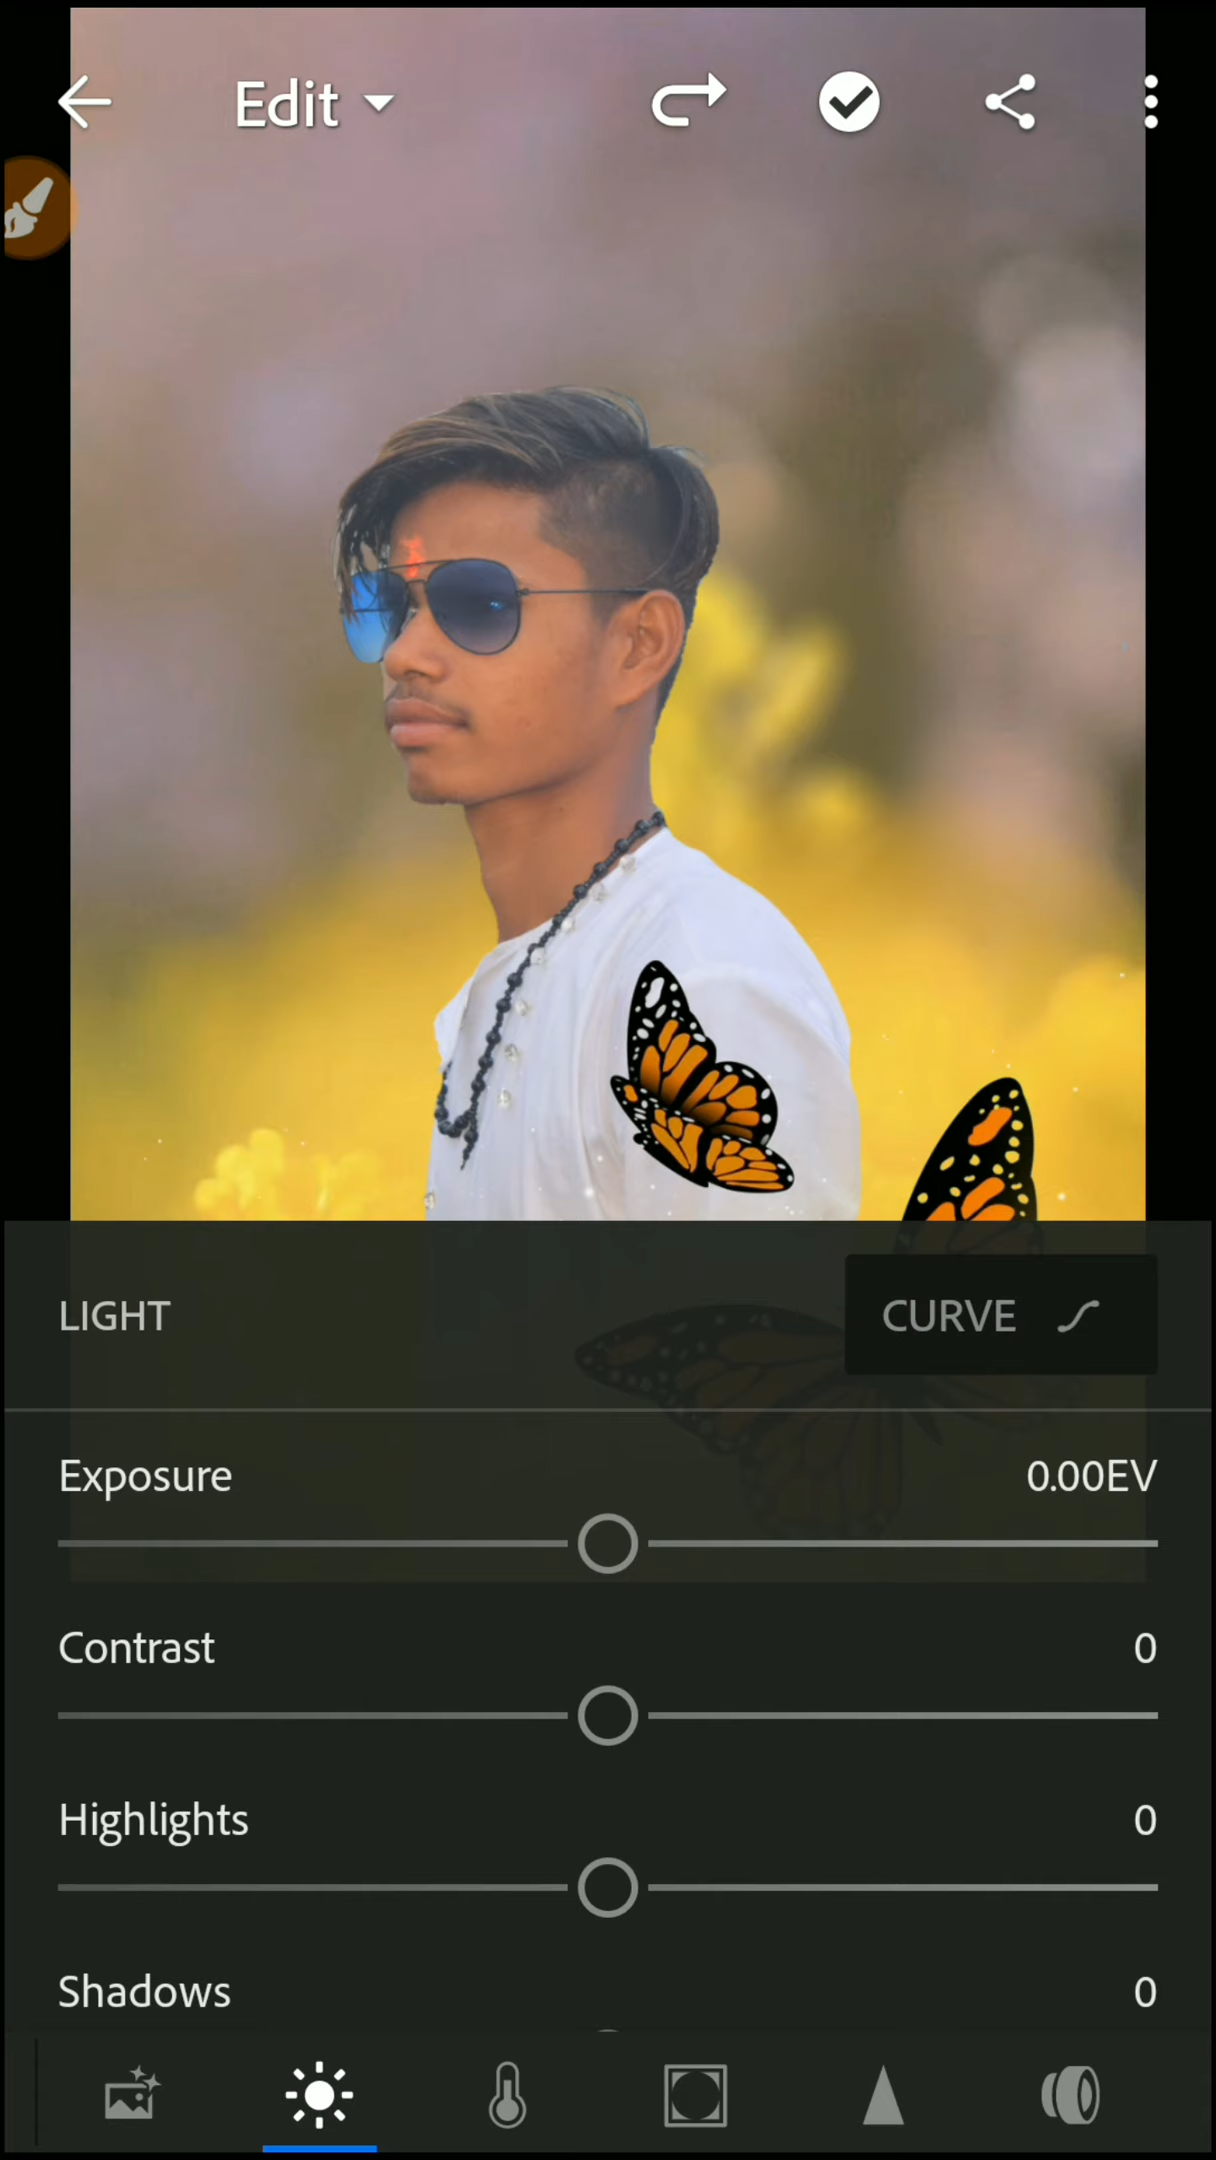 Edit
LIGHT
CURVE
Exposure
0.00EV
Contrast
0
Highlights
0
Shadows
0